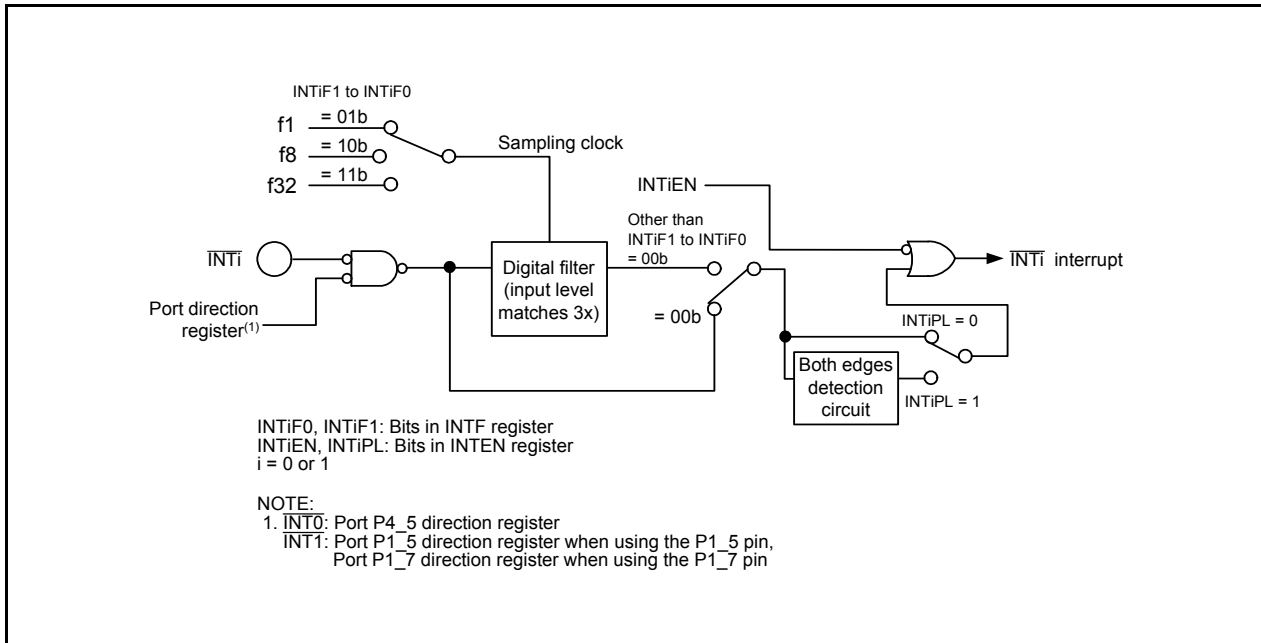 INTiF1 to INTiF0
f1 = 01b
f8 = 10b
f32 = 11b
Sampling clock
INTiEN
Other than
INTiF1 to INTiF0
= 00b
INTi
Digital filter
(input level
matches 3x)
INTi interrupt
Port direction
register(1)
= 00b
INTiPL = 0
Both edges
detection
circuit
INTiPL = 1
INTiF0, INTiF1: Bits in INTF register
INTiEN, INTiPL: Bits in INTEN register
i = 0 or 1
NOTE:
1. INT0: Port P4_5 direction register
INT1: Port P1_5 direction register when using the P1_5 pin,
Port P1_7 direction register when using the P1_7 pin